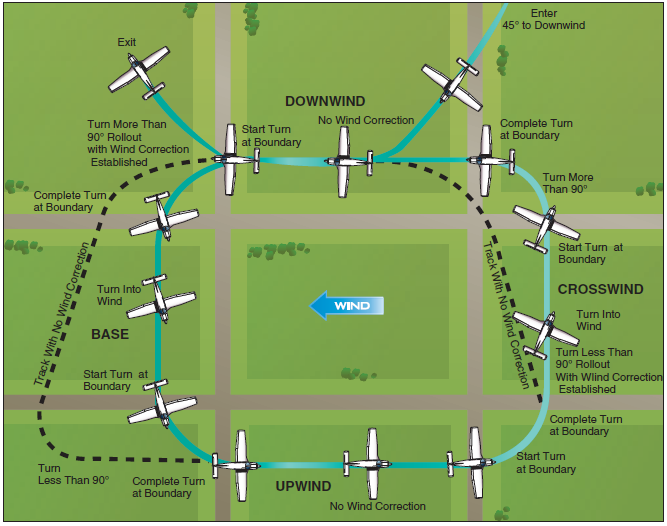 Enter
45° to Downwind
Exit
DOWNWIND
No Wind Correction
Turn More Than
90° Rollout
with Wind Correction
Established
Start Turn
at Boundary
Complete Turn
at Boundary
Turn More
Than 90°
Complete Turn
at Boundary
Start Turn at
Boundary
Track With No Wind Correction
Track With No Wind Correction
CROSSWIND
Turn Into
Wind
WIND
Turn Into
Wind
BASE
Turn Less Than
90° Rollout
With WIind Correction
Established
Start Turn at
Boundary
Complete Turn
at Boundary
Start Turn
at Boundary
Turn
Less Than 90°
Complete Turn
at Boundary
UPWIND
No Wind Correction